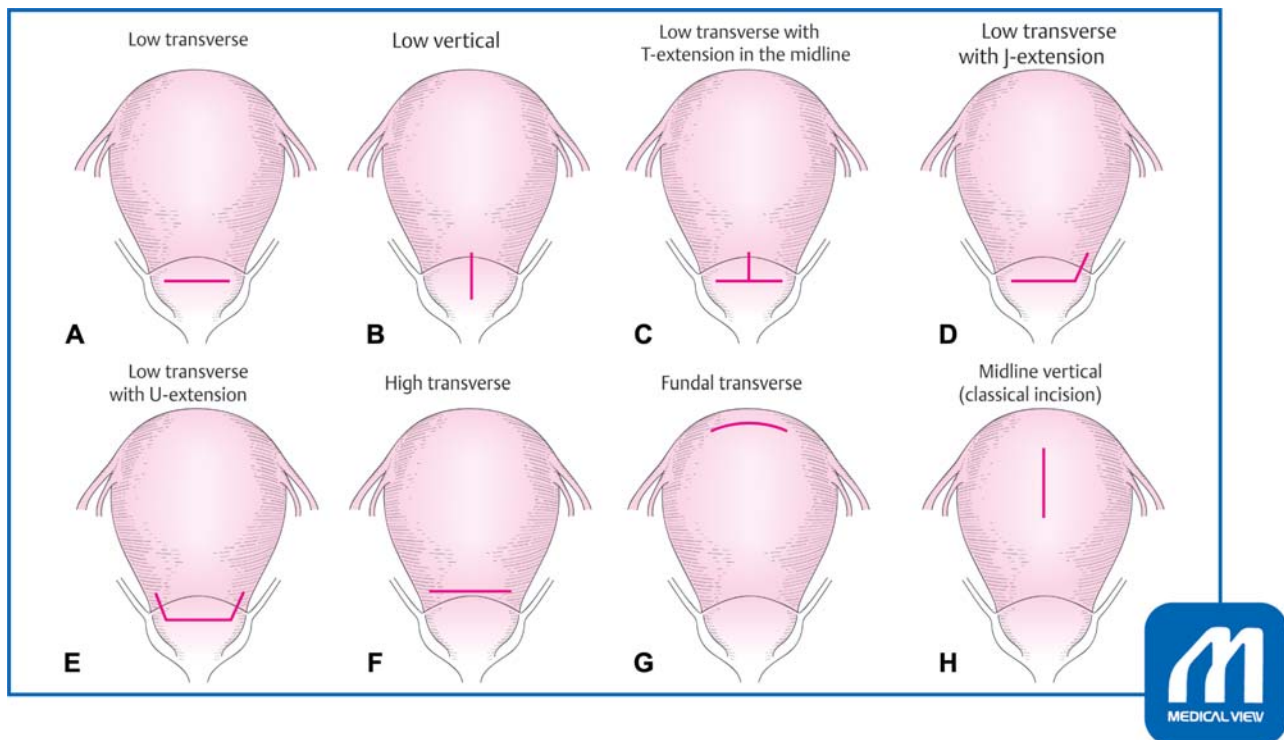 Low transverse
A
Low vertical
B
Low transverse with
T-extension in the midline
C
Low transverse
with J-extension
D
Low transverse
with U-extension
E
High transverse
F
Fundal transverse
G
Midline vertical
(classical incision)
H
MEDICAL VIEW